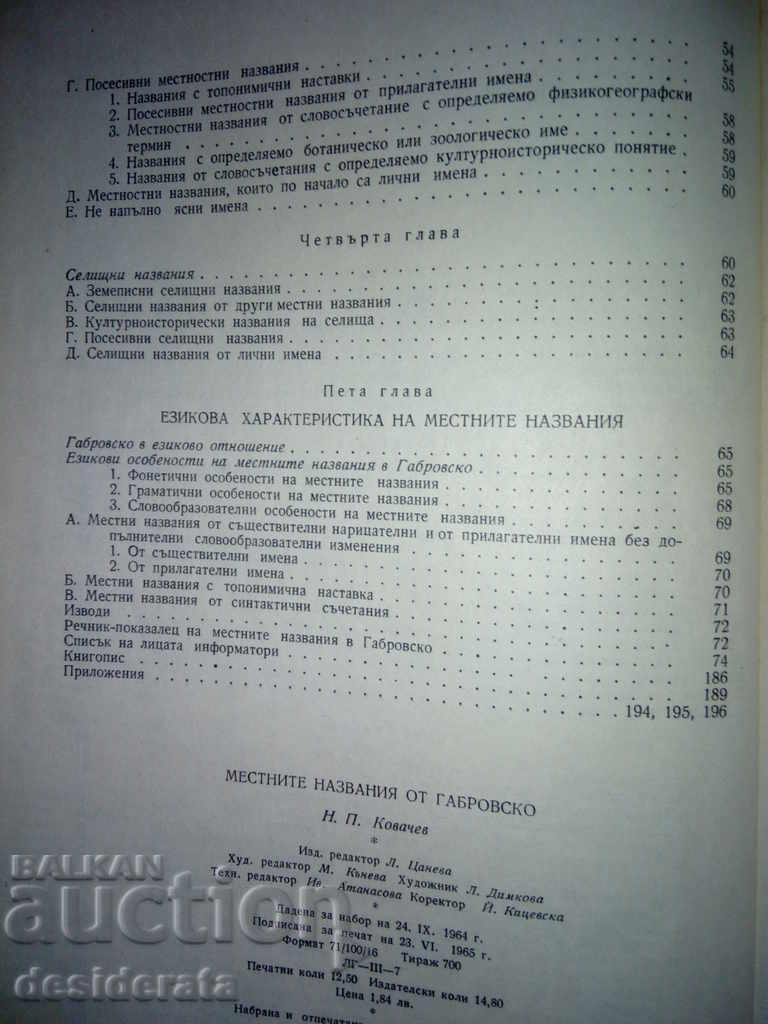 Г. Посесивни местности названия 54
1. Названия с топонимични наставки 54
2. Посесивни местности названия от прилагателни имена 55
3. Местностни названия от словосъчетание с определяемо физикогеографски
термин 58
4. Названия с определяемо ботаническо или зоологическо име 58
5. Названия от словосъчетания с определяемо културноисторическо понятие 59
Д. Местностни названия, които по начало са лични имена 59
Е. Не напълно ясни имена 60
Четвърта глава
Селищни названия 60
А. Земеписни селищни названия 62
Б. Селищни названия от други местни названия 62
В. Културноисторически названия на селища 63
Г. Посесивни селищни названия 63
Д. Селищни названия от лични имена 64
Пета глава
ЕЗИКОВА ХАРАКТЕРИСТИКА НА МЕСТНИТЕ НАЗВАНИЯ
Габровско в езиково отношение 65
Езикови особености на местните названия в Габровско 65
1. Фонетични особености на местните названия 65
2. Граматични особености на местните названия 68
3. Словообразователни особености на местните названия 69
А. Местни названия от съществителни нарицателни и от прилагателни имена без до-
пълнителни словообразователни изменения 69
1. От съществителни имена 70
2. От прилагателни имена 70
Б. Местни названия с топонимична наставка 71
В. Местни названия от синтактични съчетания 72
Изводи 72
Речник-показалец на местните названия в Габровско 74
Списък на лицата информатори 186
Книгопис 189
Приложения 194, 195, 196
МЕСТНИТЕ НАЗВАНИЯ ОТ ГАБРОВСКО
Н. П. Ковачев
*
Изд. редактор Л. Цанева
Худ. редактор М. Кънева Художник Л. Димкова
Техн. редактор Ив. Атанасова Коректор Й. Кацевска
*
Дадена за набор на 24. IX. 1964 г.
Подписана за печат на 23. VI. 1965 г.
Формат 71/100/16 Тираж 700
ЛГ—III—7
Печатни коли 12,50 Издателски коли 14,80
Цена 1,84 лв.
*
Набрана и отпечатана
BALKAN
auction
desiderata